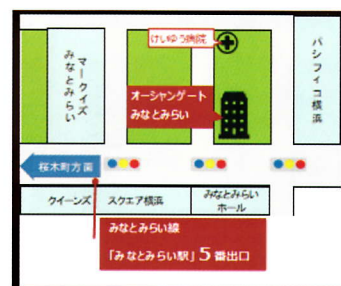 けいゆう病院
マークイズ
みなとみらい
オーシャンゲート
みなとみらい
パシフィコ横浜
桜木町方面
クイーンズ
スクエア横浜
みなとみらい
ホール
みなとみらい線
「みなとみらい駅」5番出口